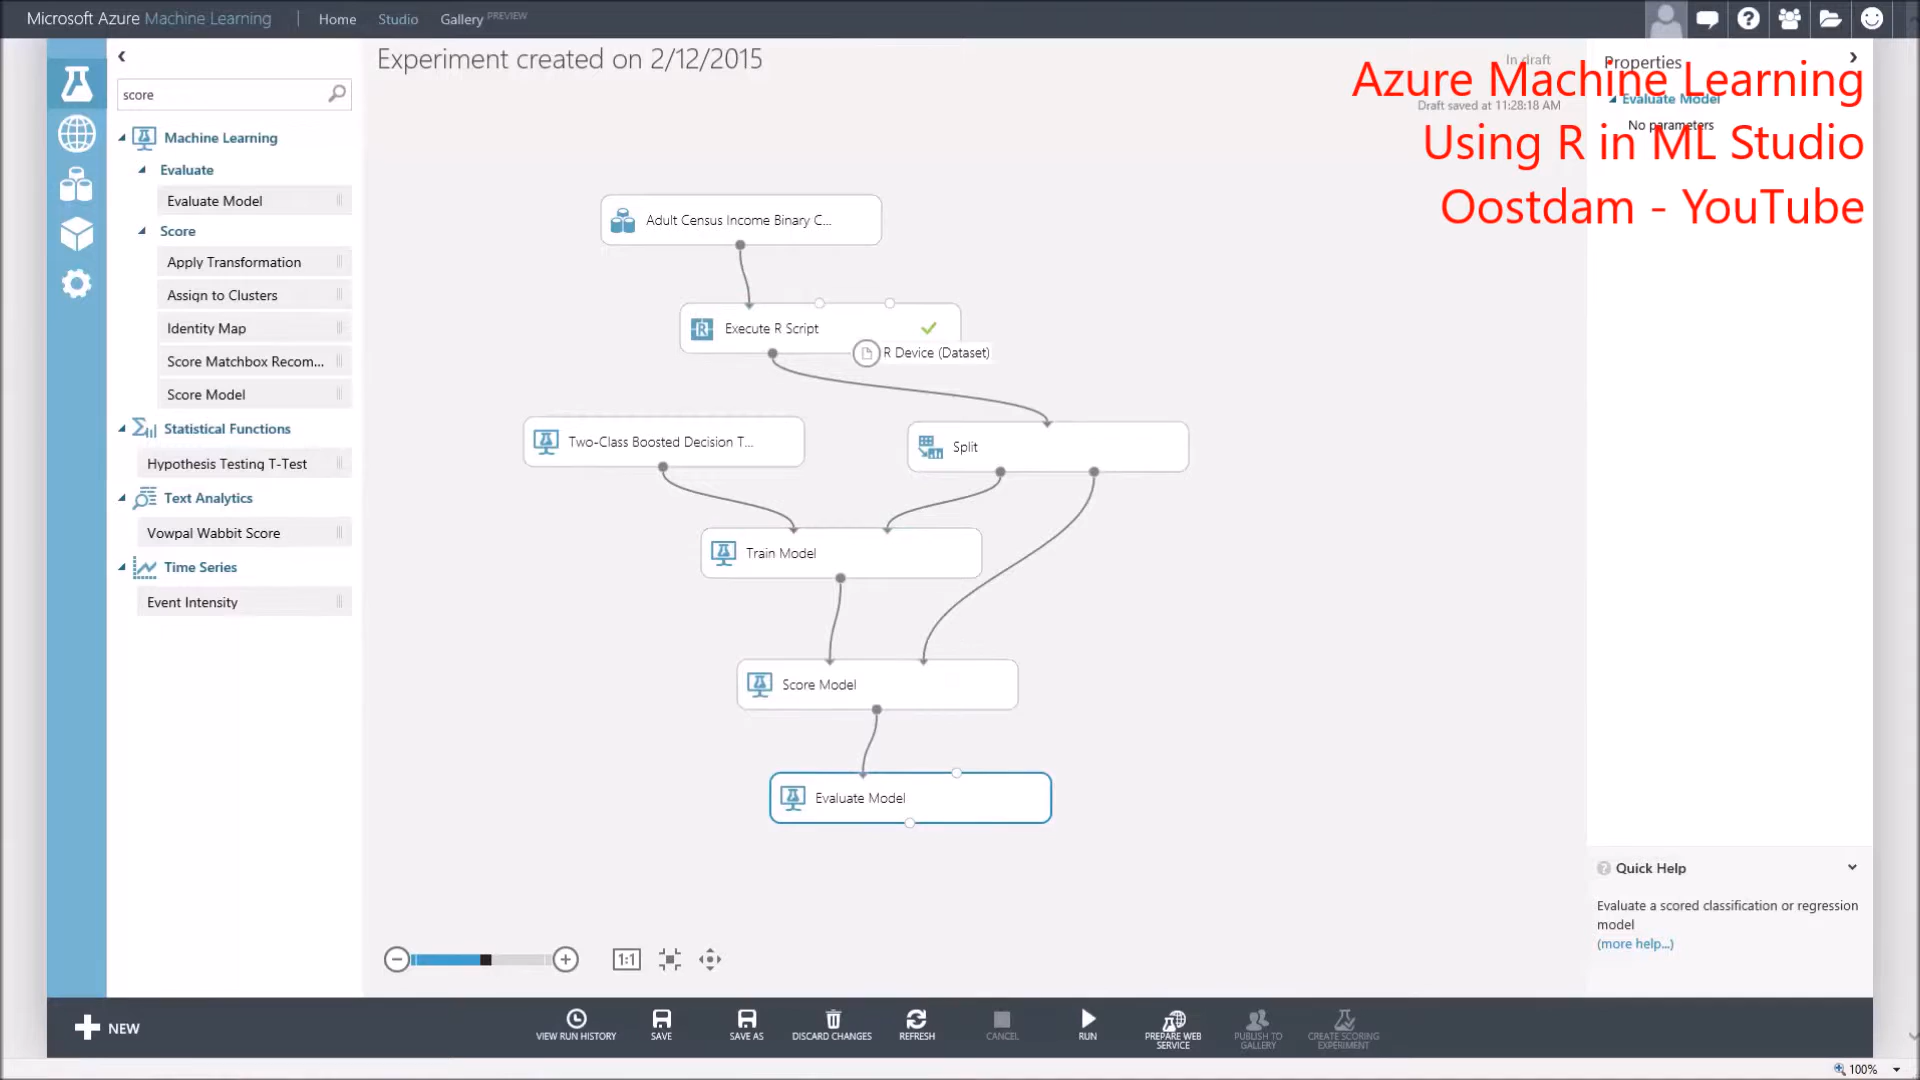 Microsoft Azure Machine Learning | Home Studio Gallery PREVIEW
Experiment created on 2/12/2015
In draft
Draft saved at 11:28:18 AM
Properties
Evaluate Model
No parameters
Azure Machine Learning
Using R in ML Studio
Oostdam - YouTube
score
Machine Learning
Evaluate
Evaluate Model
Score
Apply Transformation
Assign to Clusters
Identity Map
Score Matchbox Recom...
Score Model
Statistical Functions
Hypothesis Testing T-Test
Text Analytics
Vowpal Wabbit Score
Time Series
Event Intensity
Adult Census Income Binary C...
Execute R Script
R Device (Dataset)
Two-Class Boosted Decision T...
Split
Train Model
Score Model
Evaluate Model
Quick Help
Evaluate a scored classification or regression
model
(more help...)
1:1
NEW
VIEW RUN HISTORY
SAVE
SAVE AS
DISCARD CHANGES
REFRESH
CANCEL
RUN
PREPARE WEB
SERVICE
PUBLISH TO
GALLERY
CREATE SCORING
EXPERIMENT
100%